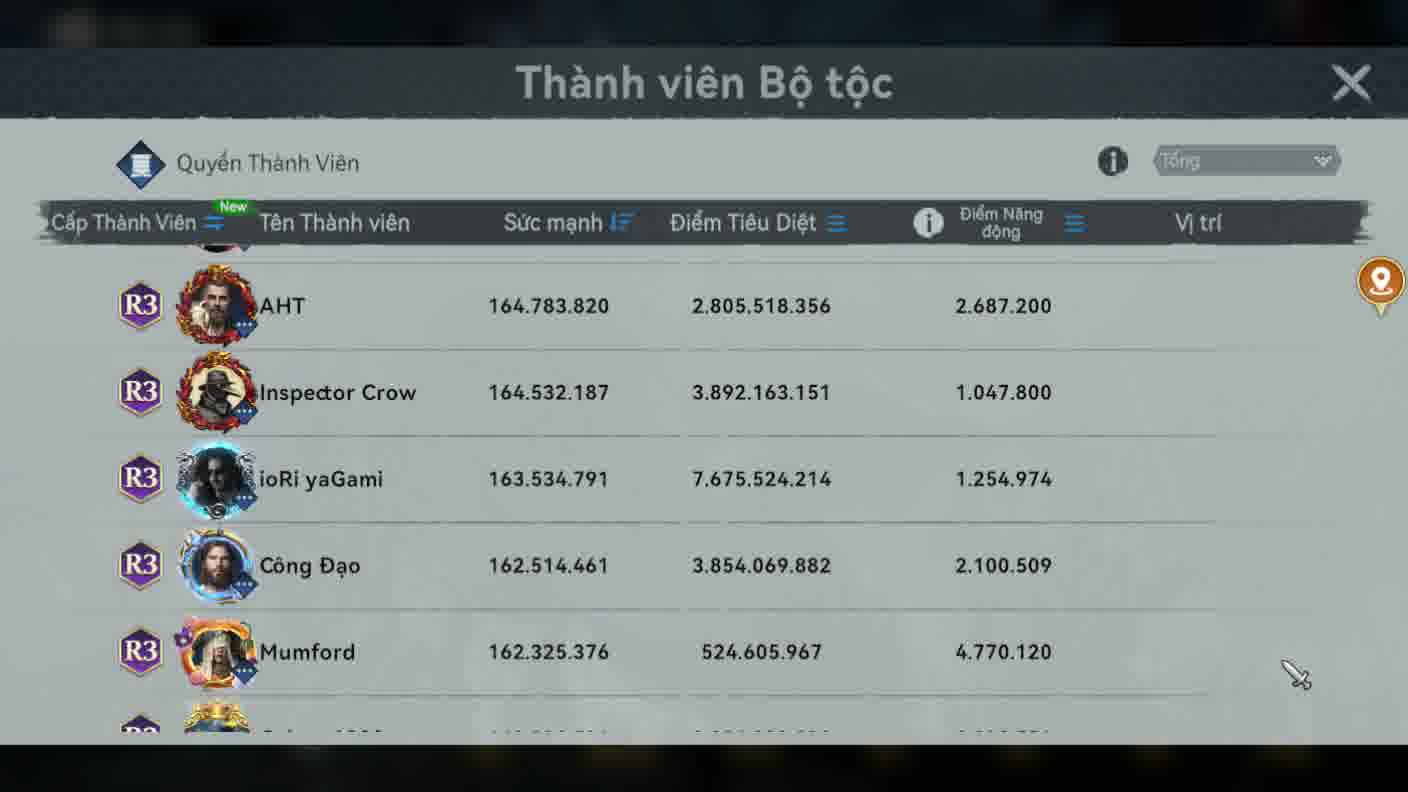 Thành viên Bộ tộc
Quyển Thành Viên
Tổng
Cấp Thành Viên New Tên Thành viên Sức mạnh Điểm Tiêu Diệt Điểm Năng động Vị trí
R3 AHT 164.783.820 2.805.518.356 2.687.200
R3 Inspector Crow 164.532.187 3.892.163.151 1.047.800
R3 ioRi yaGami 163.534.791 7.675.524.214 1.254.974
R3 Công Đạo 162.514.461 3.854.069.882 2.100.509
R3 Mumford 162.325.376 524.605.967 4.770.120